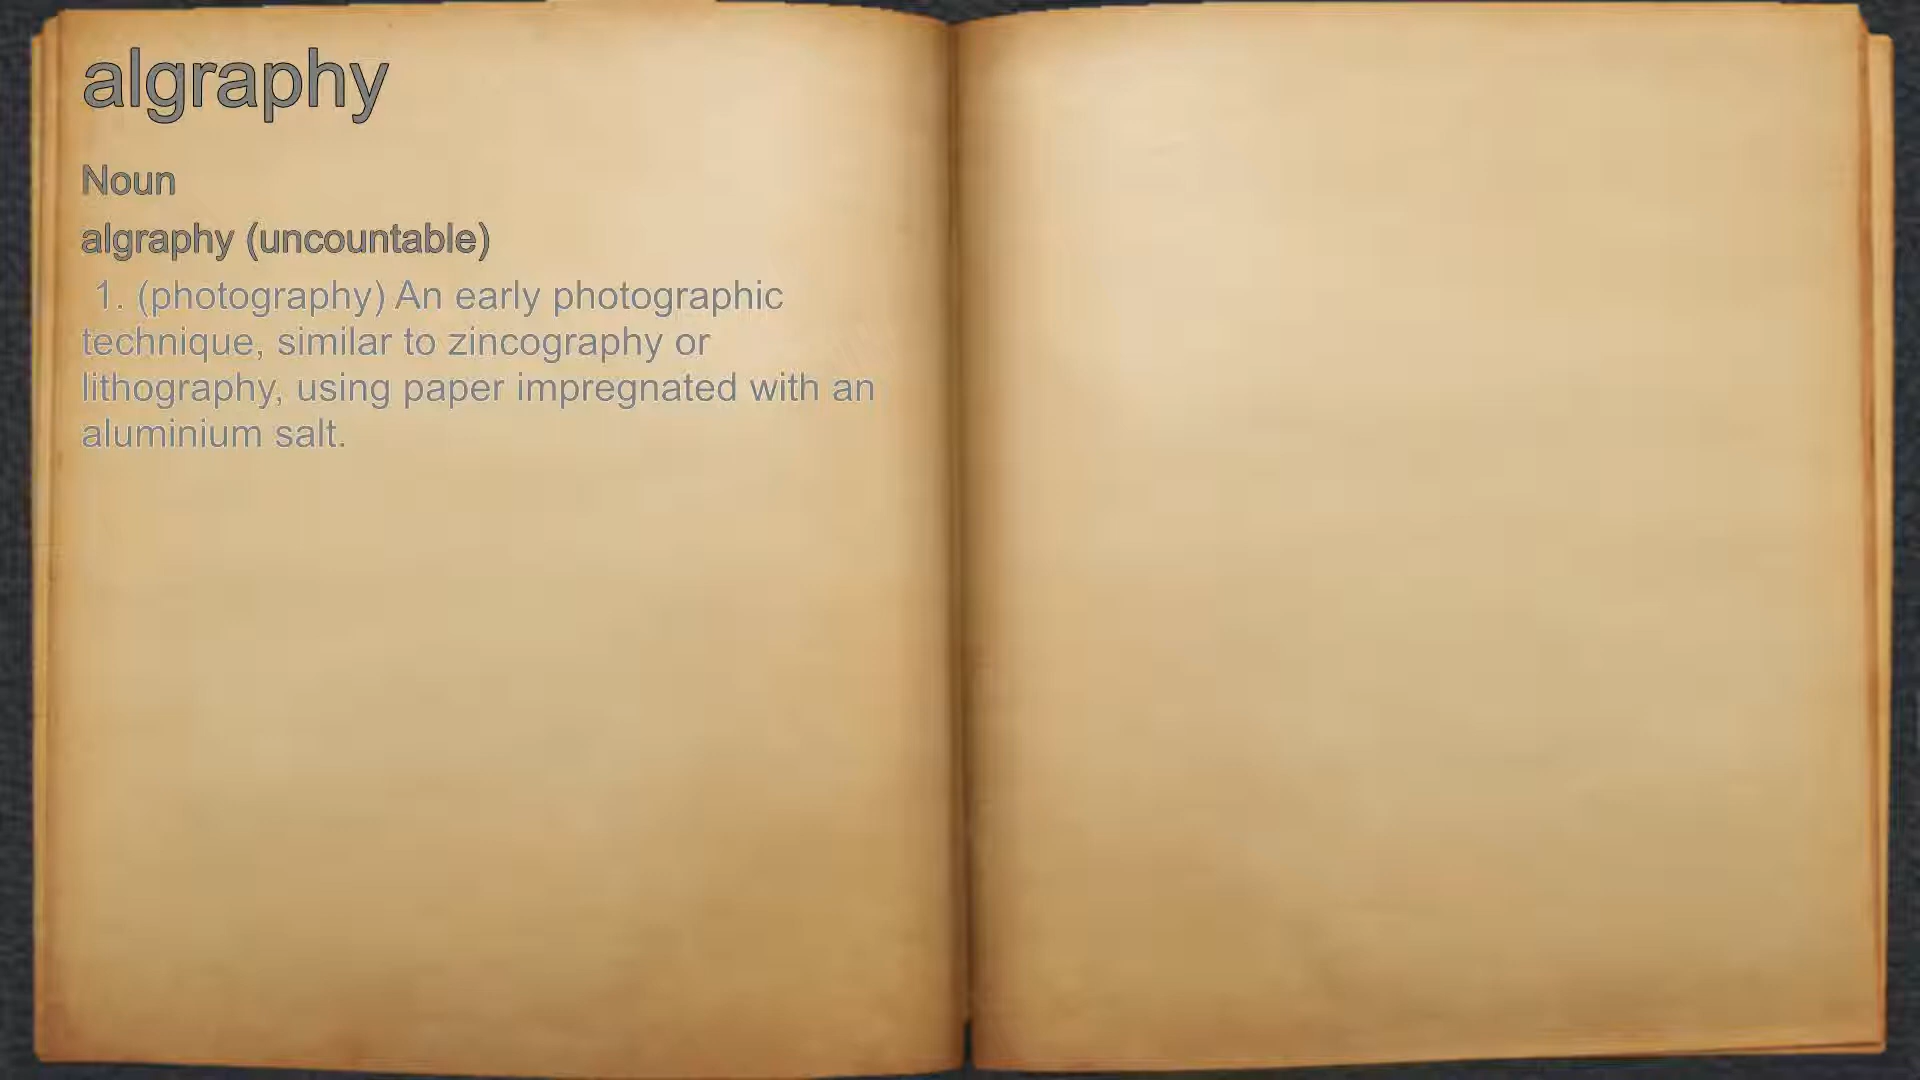 algraphy
Noun
algraphy (uncountable)
1. (photography) An early photographic
technique, similar to zincography or
lithography, using paper impregnated with an
aluminium salt.